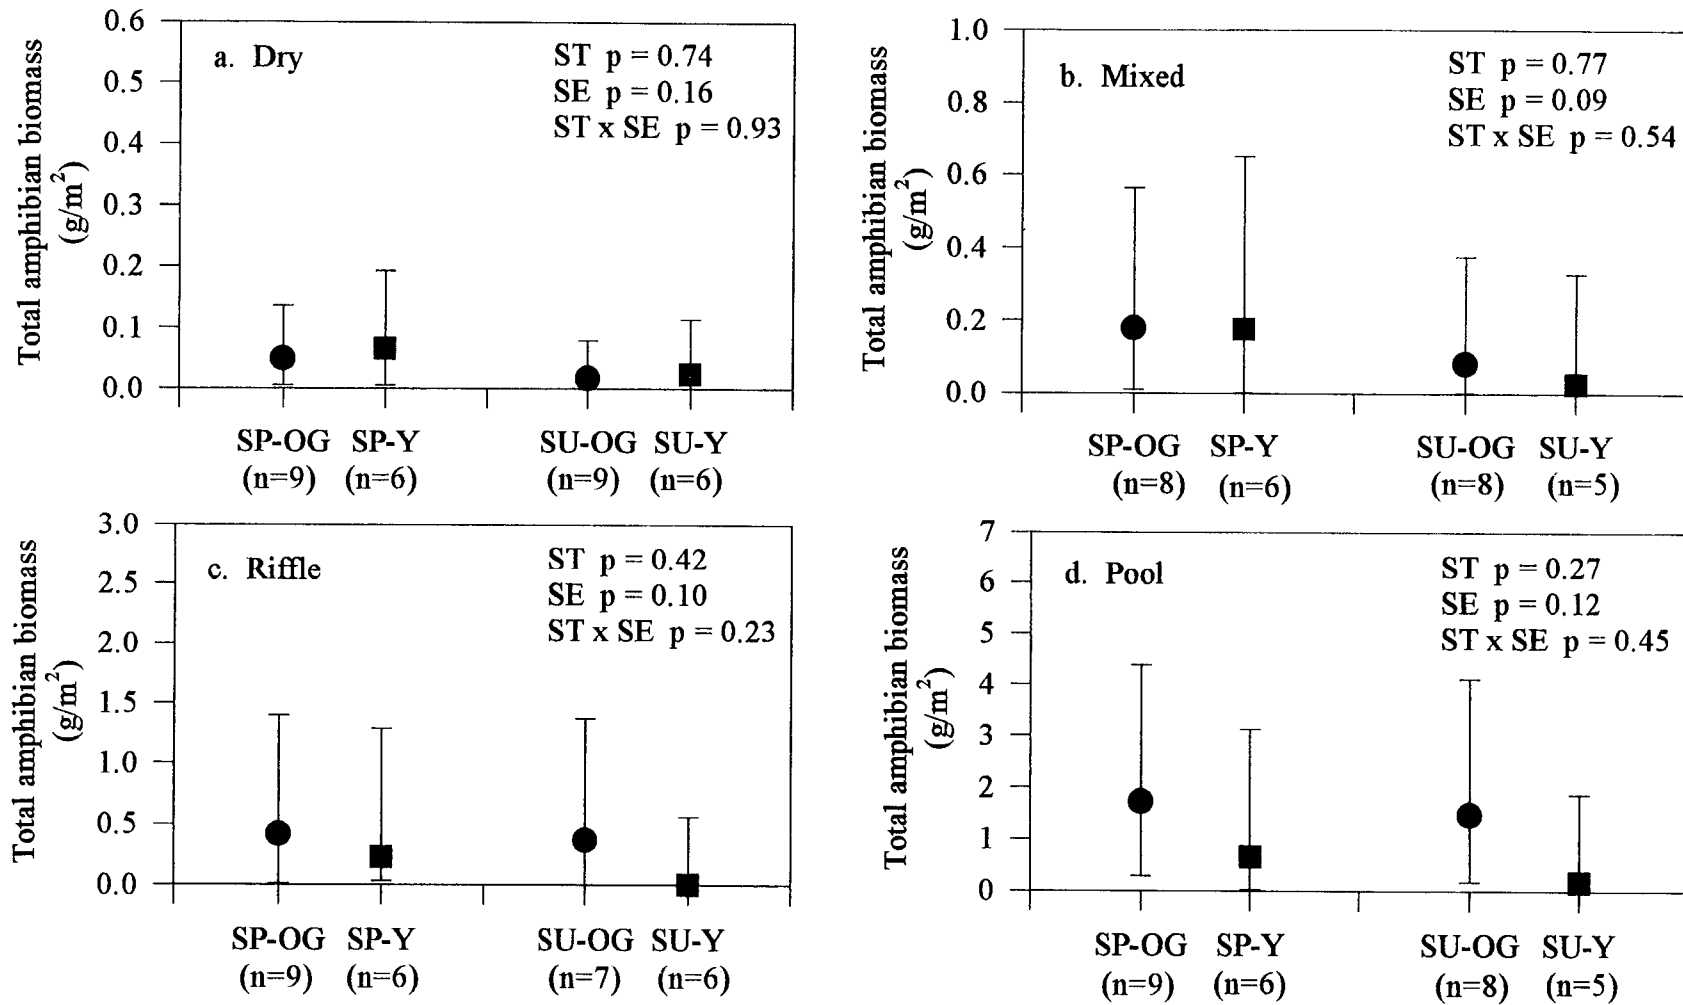 Total amphibian biomass
(g/m²)
0.6
0.5
0.4
0.3
0.2
0.1
0.0
a. Dry
ST p = 0.74
SE p = 0.16
ST x SE p = 0.93
SP-OG SP-Y SU-OG SU-Y
(n=9) (n=6) (n=9) (n=6)
Total amphibian biomass
(g/m²)
1.0
0.8
0.6
0.4
0.2
0.0
b. Mixed
ST p = 0.77
SE p = 0.09
ST x SE p = 0.54
SP-OG SP-Y SU-OG SU-Y
(n=8) (n=6) (n=8) (n=5)
Total amphibian biomass
(g/m²)
3.0
2.5
2.0
1.5
1.0
0.5
0.0
c. Riffle
ST p = 0.42
SE p = 0.10
ST x SE p = 0.23
SP-OG SP-Y SU-OG SU-Y
(n=9) (n=6) (n=7) (n=6)
Total amphibian biomass
(g/m²)
7
6
5
4
3
2
1
0
d. Pool
ST p = 0.27
SE p = 0.12
ST x SE p = 0.45
SP-OG SP-Y SU-OG SU-Y
(n=9) (n=6) (n=8) (n=5)